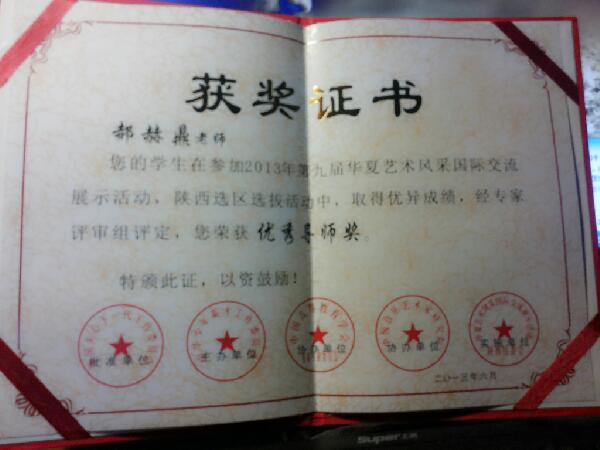 获奖证书
郝赫鼎老师
您的学生在参加2013年第九届华夏艺术风采国际交流
展示活动，陕西选区选拔活动中，取得优异成绩，经专家
评审组评定，您荣获优秀导师奖。
特颁此证，以资鼓励！
批准单位
主办单位
协办单位
协办单位
实施单位
二〇一三年六月
Super